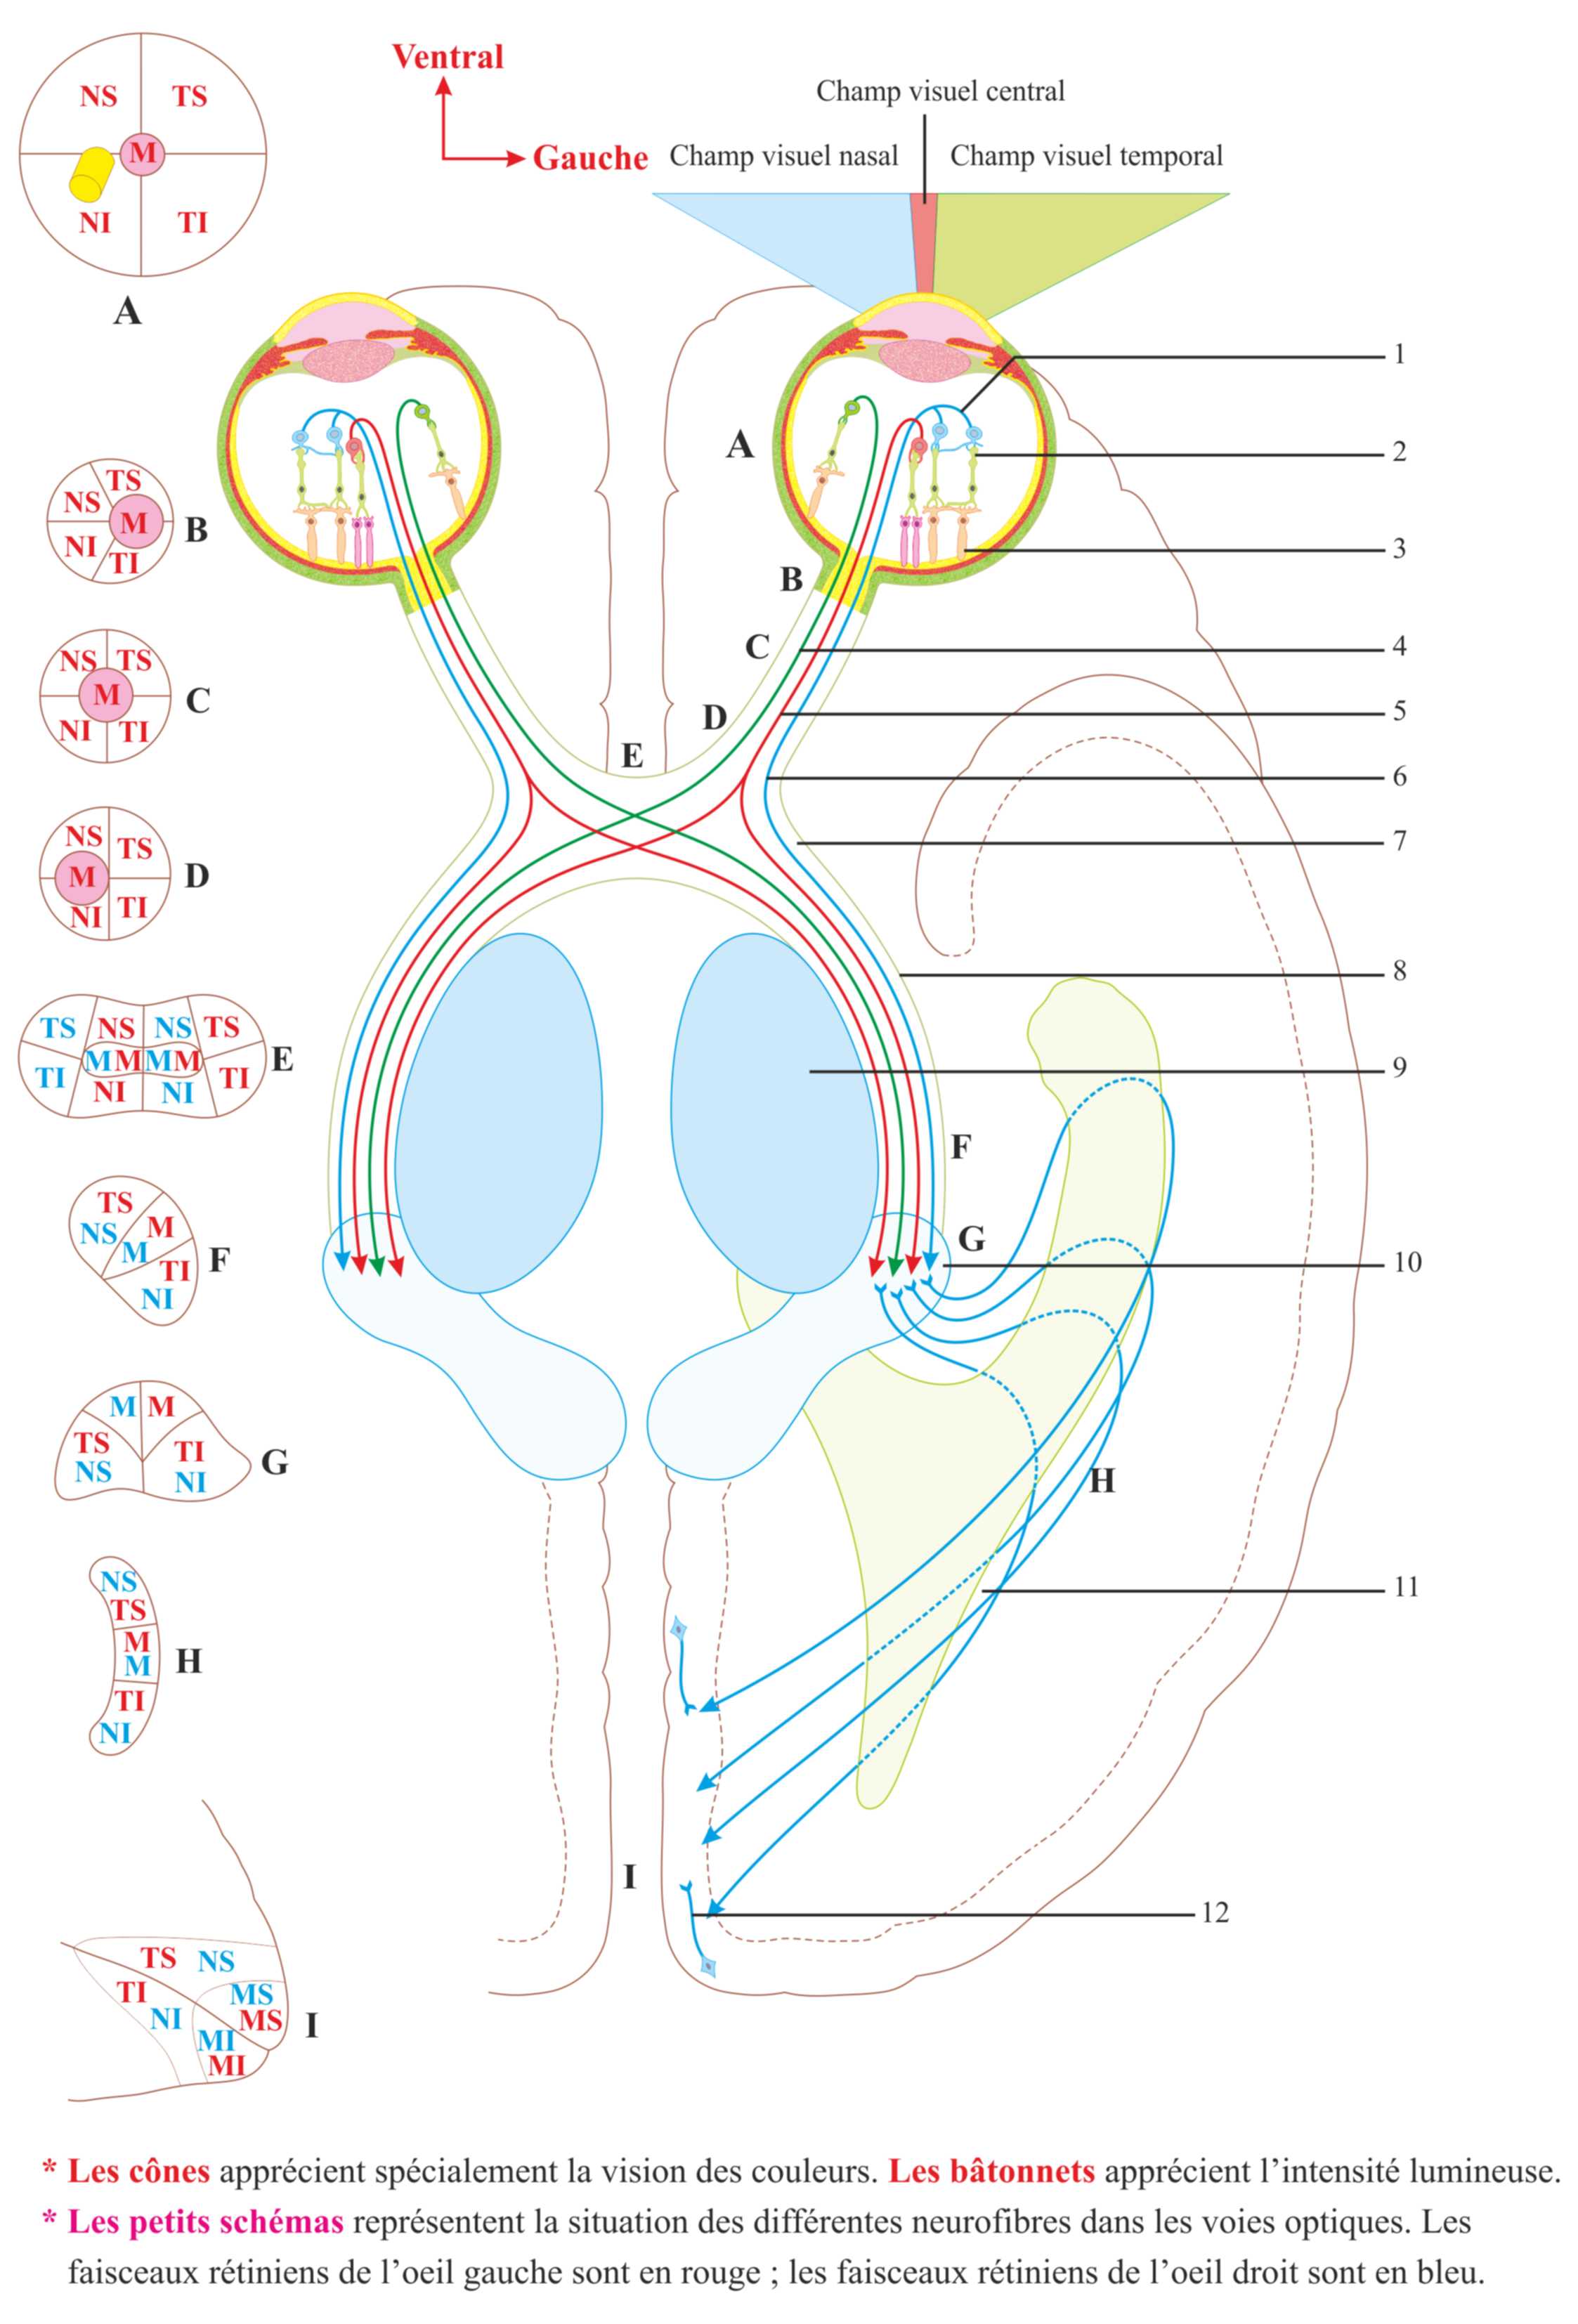 Ventral
Gauche
Champ visuel central
Champ visuel nasal
Champ visuel temporal
NS TS
M
NI TI
A
1
2
3
4
5
6
7
8
9
10
11
12
A
B
C
D
E
F
G
H
I
TS
NS
M
NI
TI
B
NS TS
M
NI TI
C
NS
TS
M
NI TI
D
TS NS NS TS
MM MM
TI NI NI TI
E
TS
NS M
M
TI
NI
F
M M
TS TI
NS NI
G
NS
TS
M
M
TI
NI
H
TS NS
TI MS
NI MS
MI
MI
I
* Les cônes apprécient spécialement la vision des couleurs. Les bâtonnets apprécient l’intensité lumineuse.
* Les petits schémas représentent la situation des différentes neurofibres dans les voies optiques. Les
faisceaux rétiniens de l’oeil gauche sont en rouge ; les faisceaux rétiniens de l’oeil droit sont en bleu.